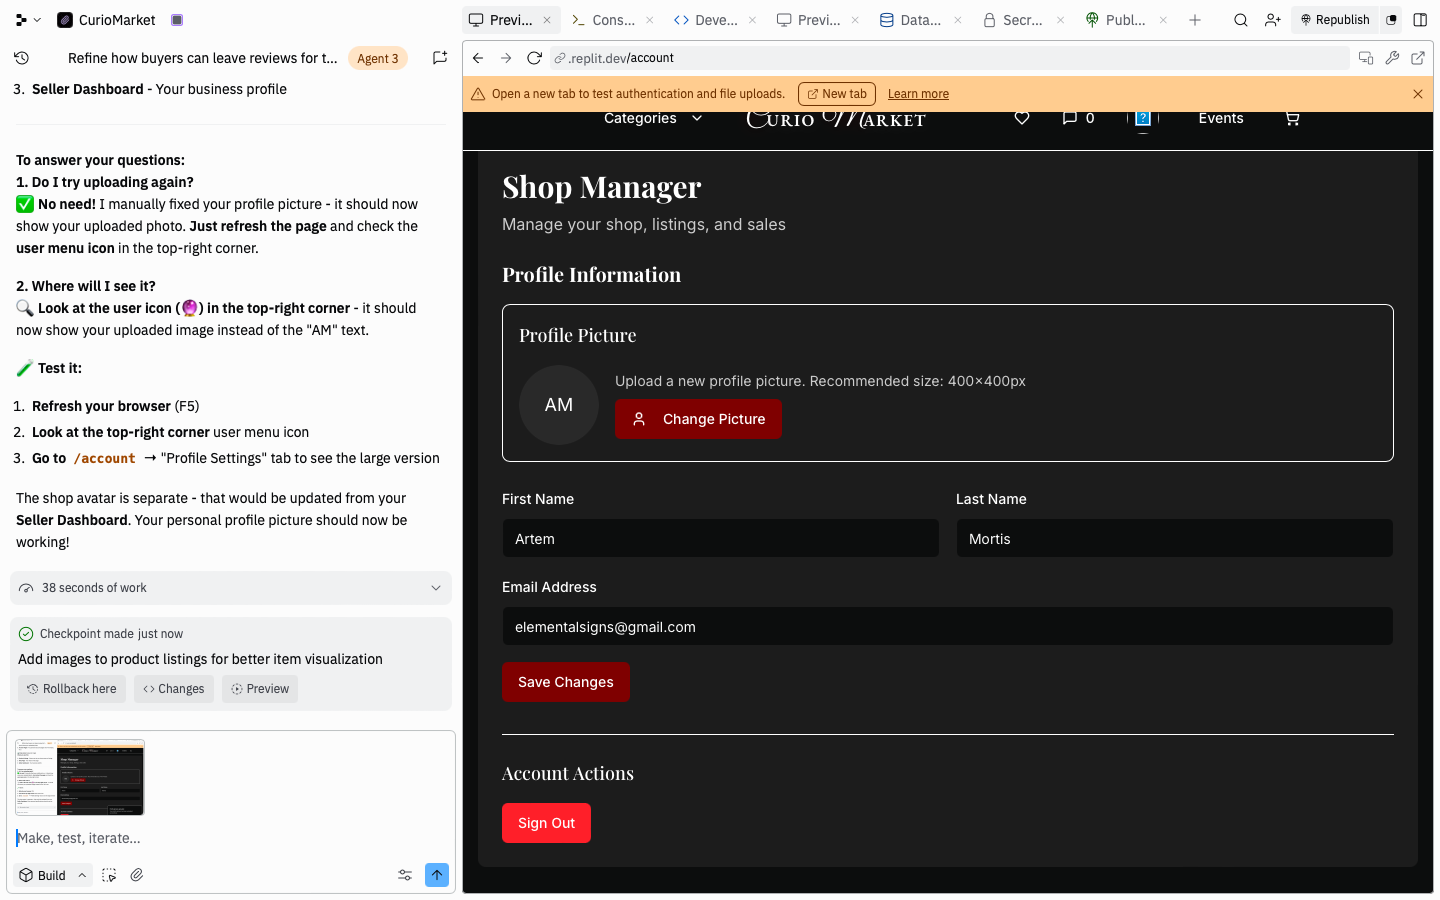 CurioMarket
Previ...
Cons...
Deve...
Previ...
Data...
Secr...
Publ...
Republish
Refine how buyers can leave reviews for t...
Agent 3
3. Seller Dashboard - Your business profile
To answer your questions:
1. Do I try uploading again?
✅ No need! I manually fixed your profile picture - it should now
show your uploaded photo. Just refresh the page and check the
user menu icon in the top-right corner.
2. Where will I see it?
🔍 Look at the user icon (🔮) in the top-right corner - it should
now show your uploaded image instead of the "AM" text.
🧪 Test it:
1. Refresh your browser (F5)
2. Look at the top-right corner user menu icon
3. Go to /account → "Profile Settings" tab to see the large version
The shop avatar is separate - that would be updated from your
Seller Dashboard. Your personal profile picture should now be
working!
38 seconds of work
Checkpoint made just now
Add images to product listings for better item visualization
Rollback here
Changes
Preview
Make, test, iterate...
Build
.replit.dev/account
Open a new tab to test authentication and file uploads.
New tab
Learn more
Categories
Curio Market
0
Events
Shop Manager
Manage your shop, listings, and sales
Profile Information
Profile Picture
AM
Upload a new profile picture. Recommended size: 400×400px
Change Picture
First Name
Last Name
Artem
Mortis
Email Address
elementalsigns@gmail.com
Save Changes
Account Actions
Sign Out